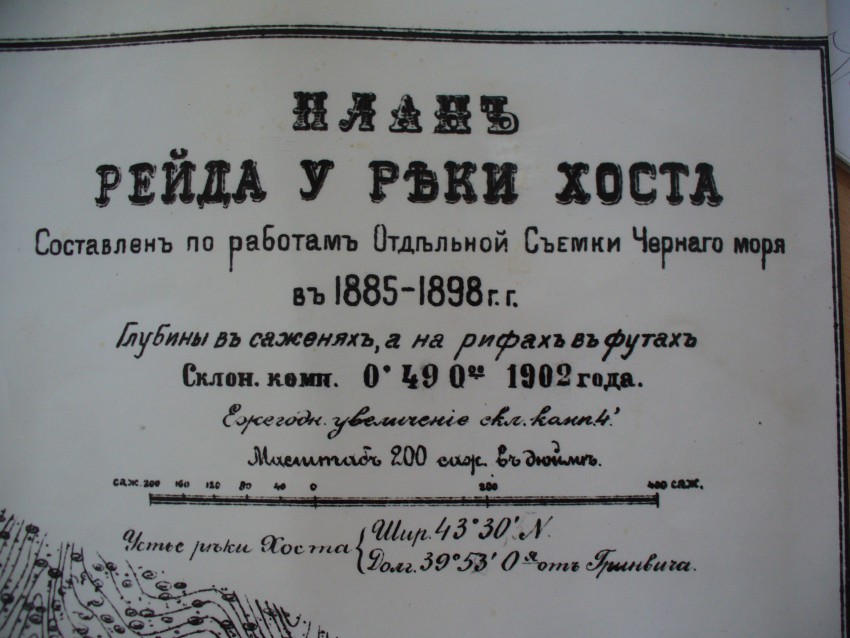 ПЛАНЪ
РЕЙДА У РѢКИ ХОСТА
Составленъ по работамъ Отдѣльной Съемки Чернаго моря
въ 1885-1898 г. г.
Глубины въ саженяхъ, а на рифахъ въ футахъ
Склон. комп. 0° 49 0ая 1902 года.
Ежегодн. увеличеніе скл. комп. 4'
Масштабъ 200 саж. въ дюймѣ.
саж. 200 160 120 80 40 0 200 400 саж.
Устье рѣки Хоста { Шир. 43° 30' N.
Долг. 39° 53' 0ая отъ Гринвича.